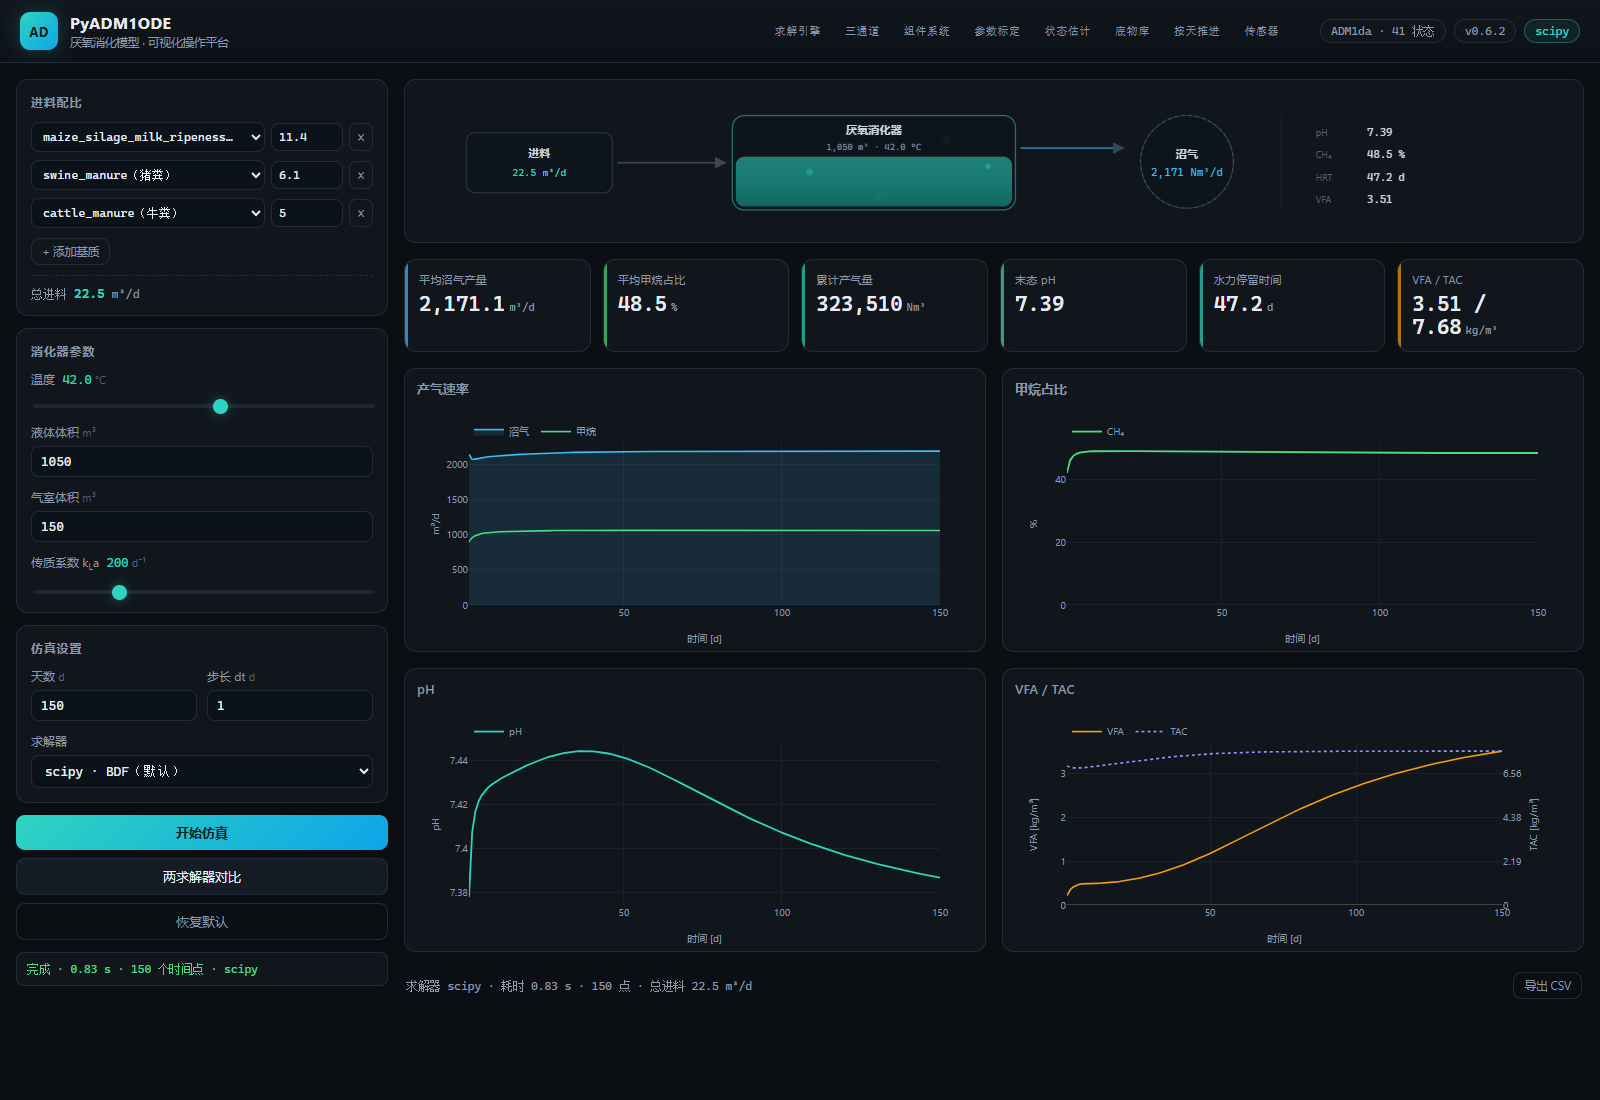 AD
PyADM1ODE
厌氧消化模型 · 可视化操作平台
求解引擎 三通道 组件系统 参数标定 状态估计 底物库 按天推进 传感器
ADM1da · 41 状态
v0.6.2
scipy
进料配比
maize_silage_milk_ripeness… 11.4 x
swine_manure（猪粪） 6.1 x
cattle_manure（牛粪） 5 x
+ 添加基质
总进料 22.5 m³/d
消化器参数
温度 42.0 °C
液体体积 m³
1050
气室体积 m³
150
传质系数 kLa 200 d⁻¹
仿真设置
天数 d 步长 dt d
150 1
求解器
scipy · BDF（默认）
开始仿真
两求解器对比
恢复默认
完成 · 0.83 s · 150 个时间点 · scipy
进料
22.5 m³/d
厌氧消化器
1,050 m³ · 42.0 °C
沼气
2,171 Nm³/d
pH 7.39
CH₄ 48.5 %
HRT 47.2 d
VFA 3.51
平均沼气产量
2,171.1 m³/d
平均甲烷占比
48.5 %
累计产气量
323,510 Nm³
末态 pH
7.39
水力停留时间
47.2 d
VFA / TAC
3.51 /
7.68 kg/m³
产气速率
沼气 甲烷
2000
1500
1000
500
0
m³/d
50 100 150
时间 [d]
甲烷占比
CH₄
40
20
0
%
50 100 150
时间 [d]
pH
pH
7.44
7.42
7.4
7.38
pH
50 100 150
时间 [d]
VFA / TAC
VFA TAC
3
2
1
0
VFA [kg/m³]
6.56
4.38
2.19
0
TAC [kg/m³]
50 100 150
时间 [d]
求解器 scipy · 耗时 0.83 s · 150 点 · 总进料 22.5 m³/d
导出 CSV